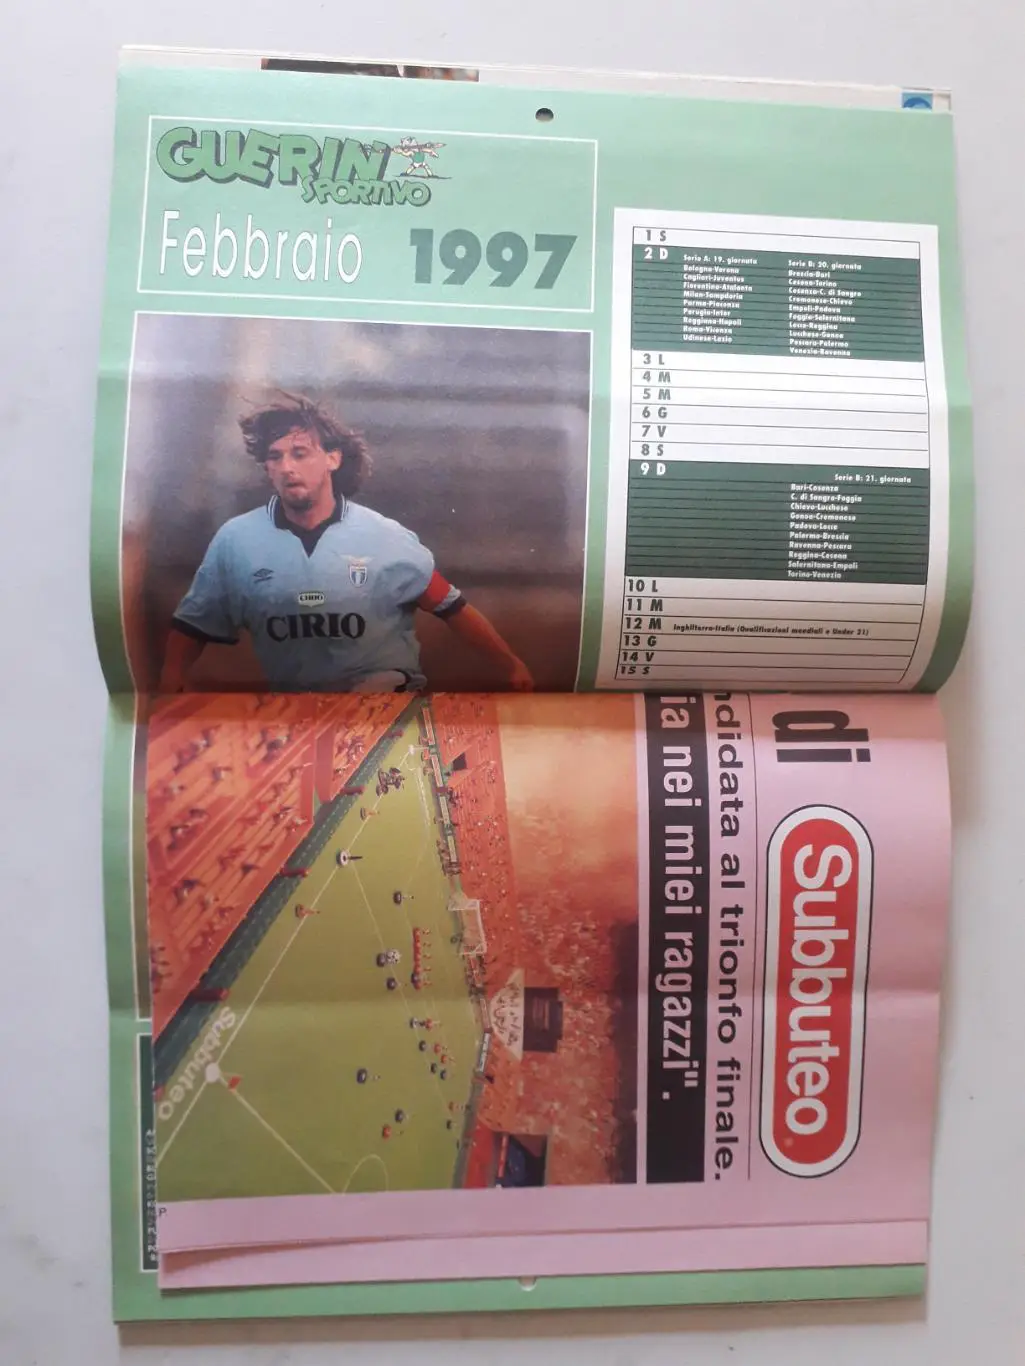 GUERIN
SPORTIVO
Febbraio 1997
CIRIO
CIRIO
1 S
2 D
Serie A: 19. giornata
Bologna-Verona
Cagliari-Juventus
Fiorentina-Atalanta
Milan-Sampdoria
Parma-Piacenza
Perugia-Inter
Reggiana-Napoli
Roma-Vicenza
Udinese-Lazio
Serie B: 20. giornata
Brescia-Bari
Cesena-Torino
Cosenza-C. di Sangro
Cremonese-Chievo
Empoli-Padova
Foggia-Salernitana
Lecce-Reggina
Lucchese-Genoa
Pescara-Palermo
Venezia-Ravenna
3 L
4 M
5 M
6 G
7 V
8 S
9 D
Serie B: 21. giornata
Bari-Cosenza
C. di Sangro-Foggia
Chievo-Lucchese
Genoa-Cremonese
Padova-Lecce
Palermo-Brescia
Ravenna-Pescara
Reggina-Cesena
Salernitana-Empoli
Torino-Venezia
10 L
11 M
12 M Inghilterra-Italia (Qualificazioni mondiali e Under 21)
13 G
14 V
15 S
di
Subbuteo
ndidata al trionfo finale.
ia nei miei ragazzi".
Subbuteo